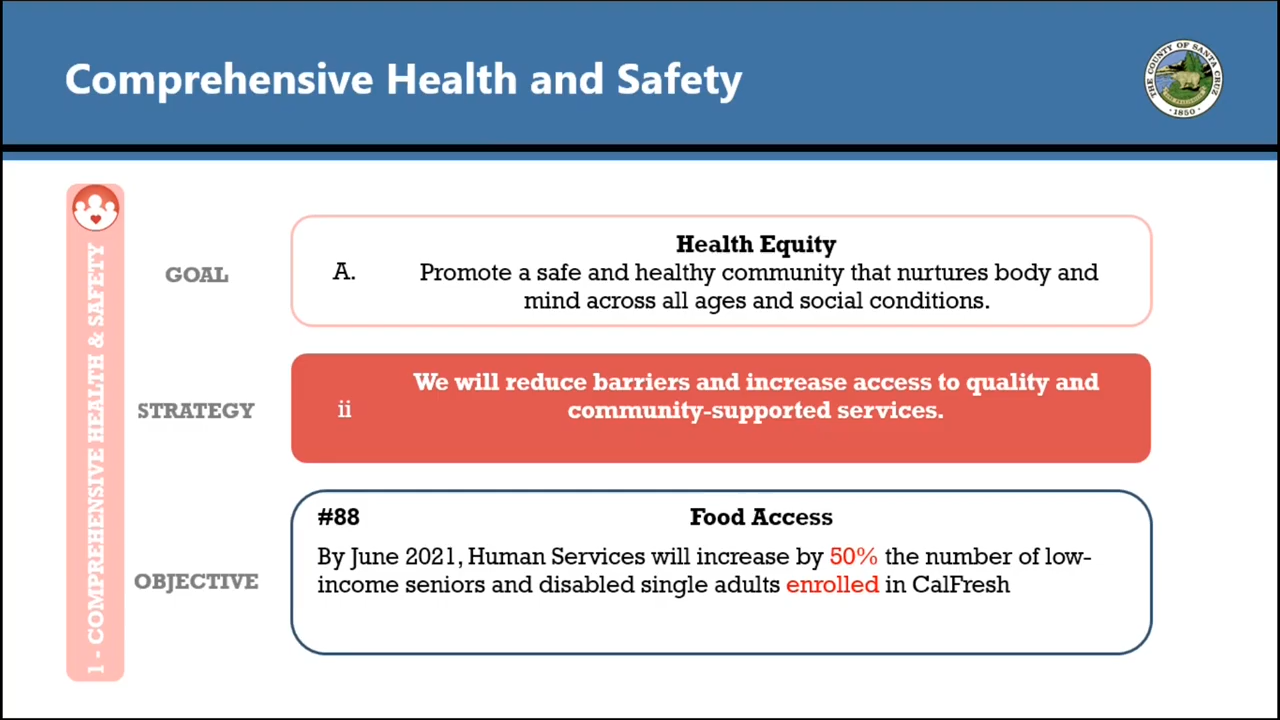 Comprehensive Health and Safety
THE COUNTY OF SANTA CRUZ
1850
1 - COMPREHENSIVE HEALTH & SAFETY
GOAL
A.
Health Equity
Promote a safe and healthy community that nurtures body and
mind across all ages and social conditions.
STRATEGY
ii
We will reduce barriers and increase access to quality and
community-supported services.
OBJECTIVE
#88 Food Access
By June 2021, Human Services will increase by 50% the number of low-
income seniors and disabled single adults enrolled in CalFresh